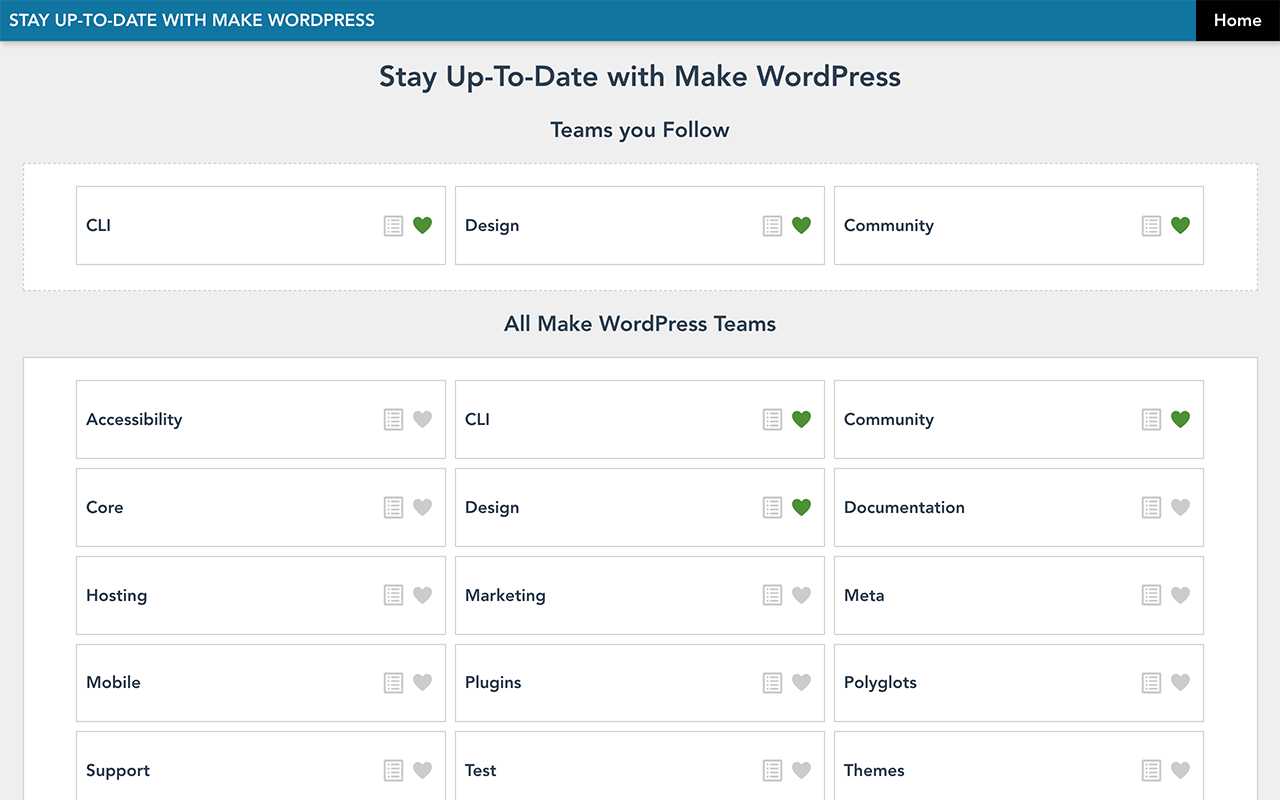 STAY UP-TO-DATE WITH MAKE WORDPRESS
Home
Stay Up-To-Date with Make WordPress
Teams you Follow
CLI
Design
Community
All Make WordPress Teams
Accessibility
CLI
Community
Core
Design
Documentation
Hosting
Marketing
Meta
Mobile
Plugins
Polyglots
Support
Test
Themes